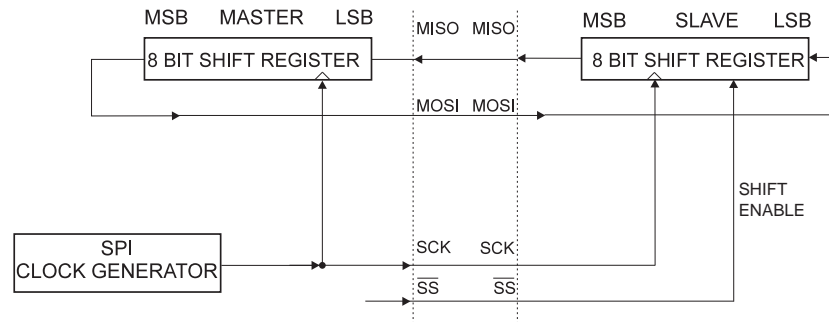 MSB MASTER LSB
MISO MISO
MSB SLAVE LSB
8 BIT SHIFT REGISTER
8 BIT SHIFT REGISTER
MOSI MOSI
SHIFT
ENABLE
SPI
CLOCK GENERATOR
SCK SCK
SS SS